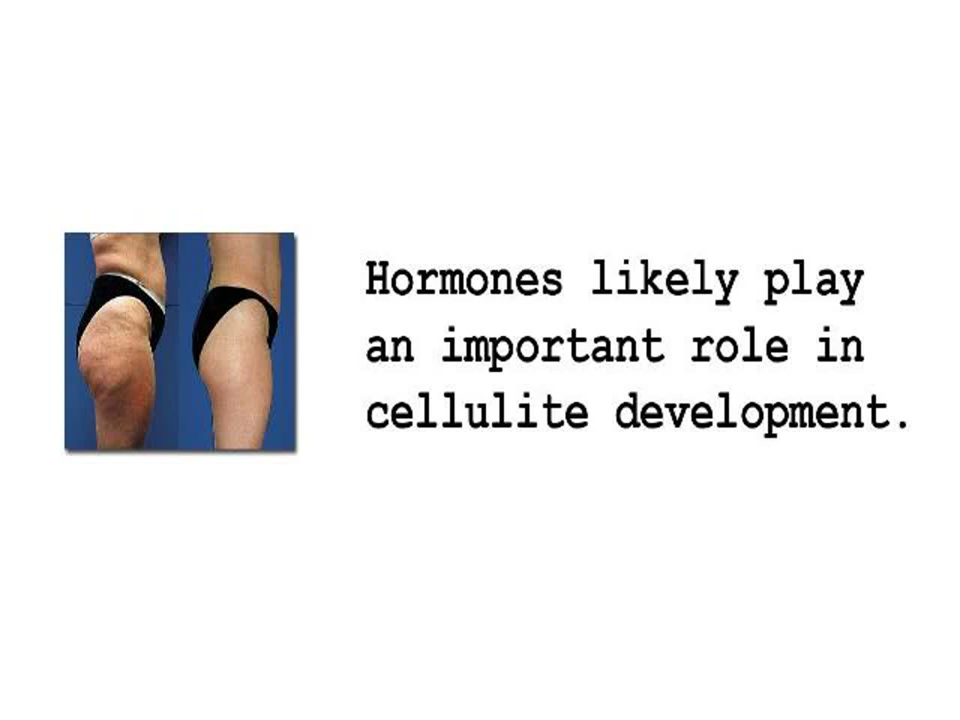 Hormones likely play
an important role in
cellulite development.